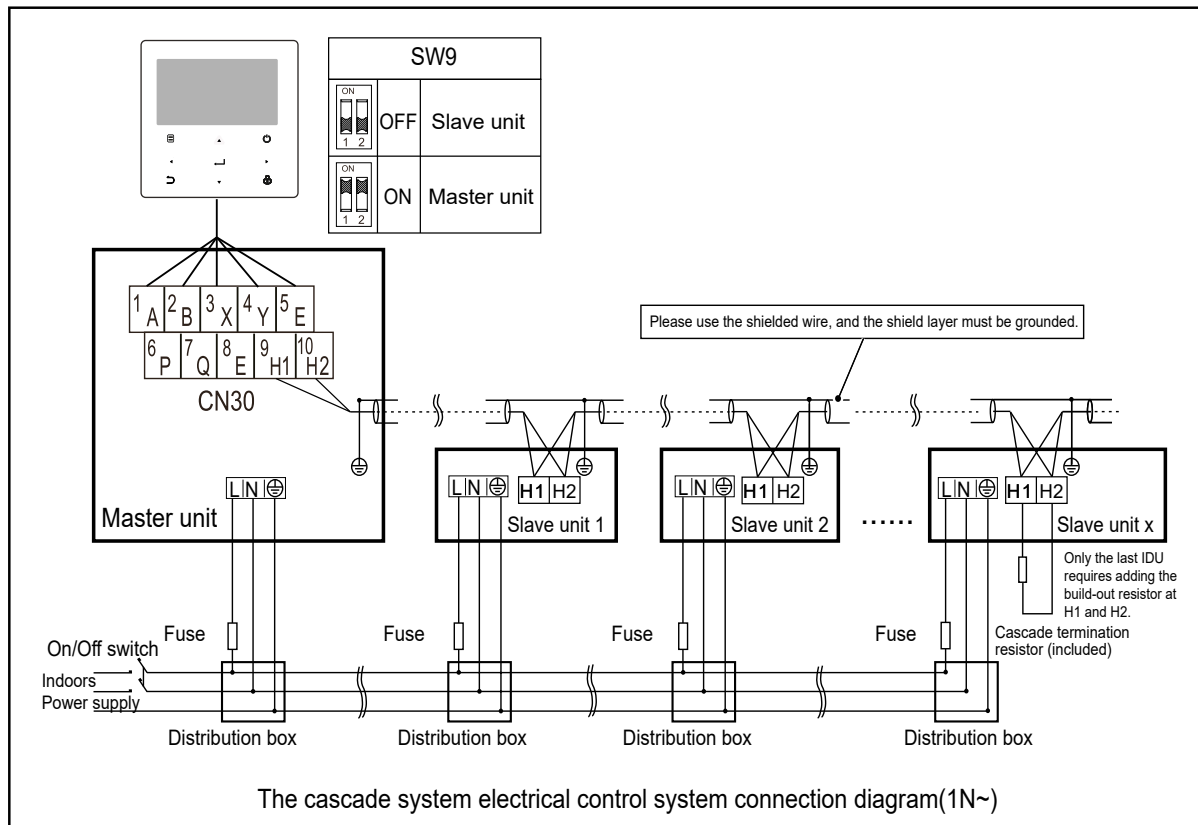 SW9
ON
1 2
OFF
Slave unit
ON
1 2
ON
Master unit
1 A 2 B 3 X 4 Y 5 E
6 P 7 Q 8 E 9 H1 10 H2
CN30
Please use the shielded wire, and the shield layer must be grounded.
Master unit
L N
L N
H1 H2
Slave unit 1
L N
H1 H2
Slave unit 2
......
L N
H1 H2
Slave unit x
Only the last IDU
requires adding the
build-out resistor at
H1 and H2.
Cascade termination
resistor (included)
Fuse
Fuse
Fuse
Fuse
On/Off switch
Indoors
Power supply
Distribution box
Distribution box
Distribution box
Distribution box
The cascade system electrical control system connection diagram(1N~)